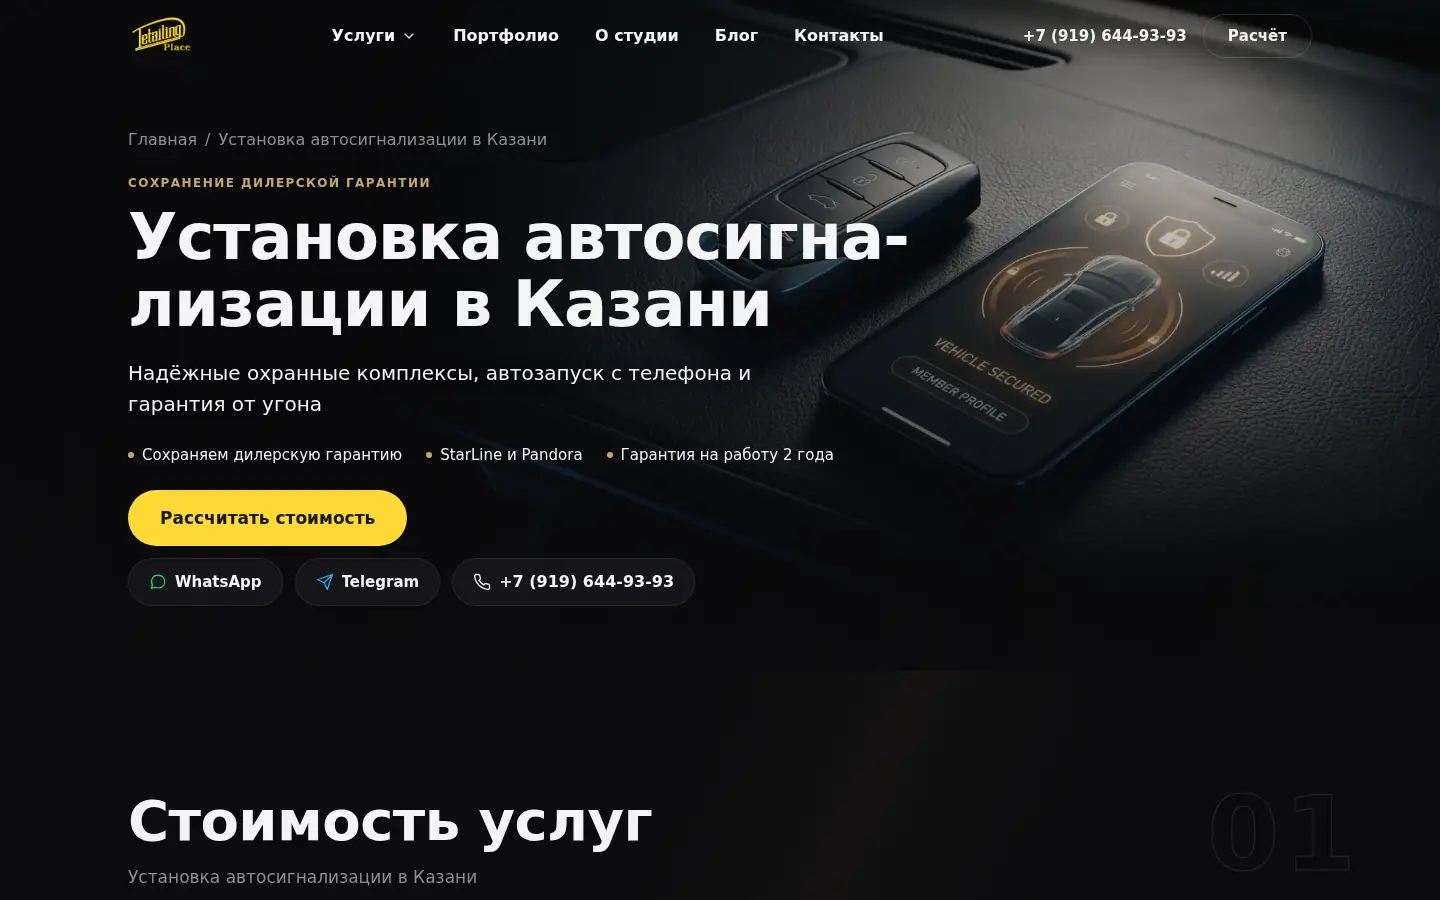 Detailing
Place
Услуги
Портфолио
О студии
Блог
Контакты
+7 (919) 644-93-93
Расчёт
Главная / Установка автосигнализации в Казани
СОХРАНЕНИЕ ДИЛЕРСКОЙ ГАРАНТИИ
Установка автосигна-
лизации в Казани
Надёжные охранные комплексы, автозапуск с телефона и
гарантия от угона
Сохраняем дилерскую гарантию
StarLine и Pandora
Гарантия на работу 2 года
Рассчитать стоимость
WhatsApp
Telegram
+7 (919) 644-93-93
VEHICLE SECURED
MEMBER PROFILE
Стоимость услуг
01
Установка автосигнализации в Казани